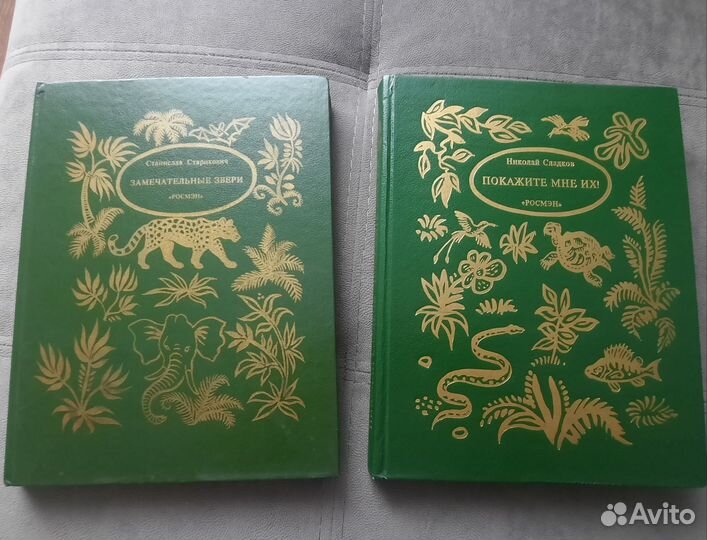 Станислав Старикович
ЗАМЕЧАТЕЛЬНЫЕ ЗВЕРИ
«РОСМЭН»
Николай Сладков
ПОКАЖИТЕ МНЕ ИХ!
«РОСМЭН»
Avito